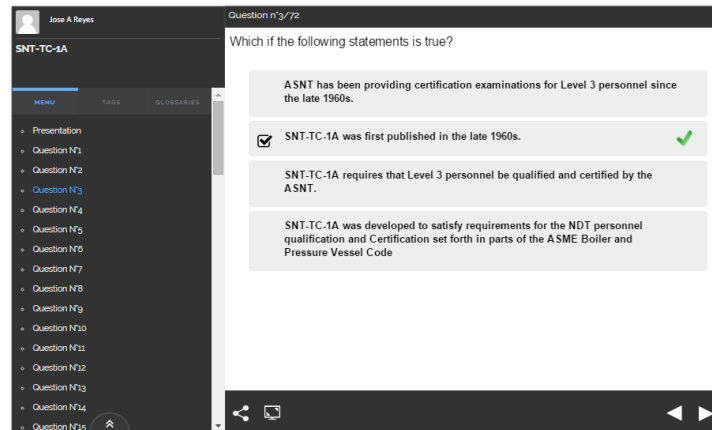 Jose A Reyes
SNT-TC-1A
MENU
TAGS
GLOSSARIES
Presentation
Question N°1
Question N°2
Question N°3
Question N°4
Question N°5
Question N°6
Question N°7
Question N°8
Question N°9
Question N°10
Question N°11
Question N°12
Question N°13
Question N°14
Question N°15
Question n°3/72
Which if the following statements is true?
ASNT has been providing certification examinations for Level 3 personnel since
the late 1960s.
SNT-TC-1A was first published in the late 1960s.
SNT-TC-1A requires that Level 3 personnel be qualified and certified by the
ASNT.
SNT-TC-1A was developed to satisfy requirements for the NDT personnel
qualification and Certification set forth in parts of the ASME Boiler and
Pressure Vessel Code